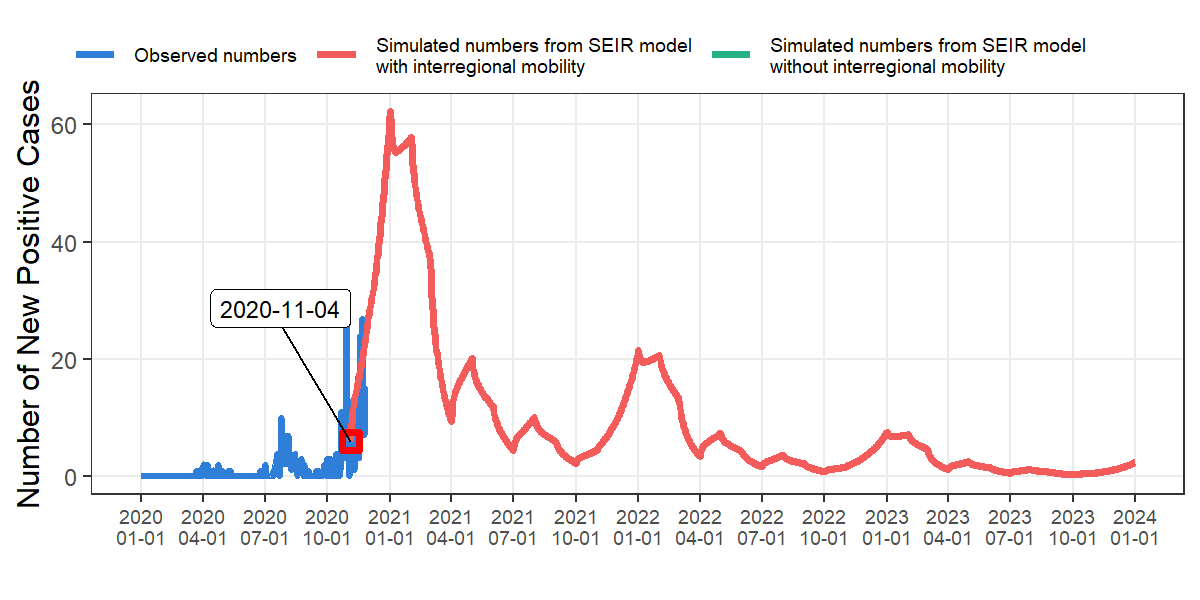 Observed numbers
Simulated numbers from SEIR model
with interregional mobility
Simulated numbers from SEIR model
without interregional mobility
Number of New Positive Cases
60
40
20
0
2020-11-04
2020 2020 2020 2020 2021 2021 2021 2021 2022 2022 2022 2022 2023 2023 2023 2023 2024
01-01 04-01 07-01 10-01 01-01 04-01 07-01 10-01 01-01 04-01 07-01 10-01 01-01 04-01 07-01 10-01 01-01